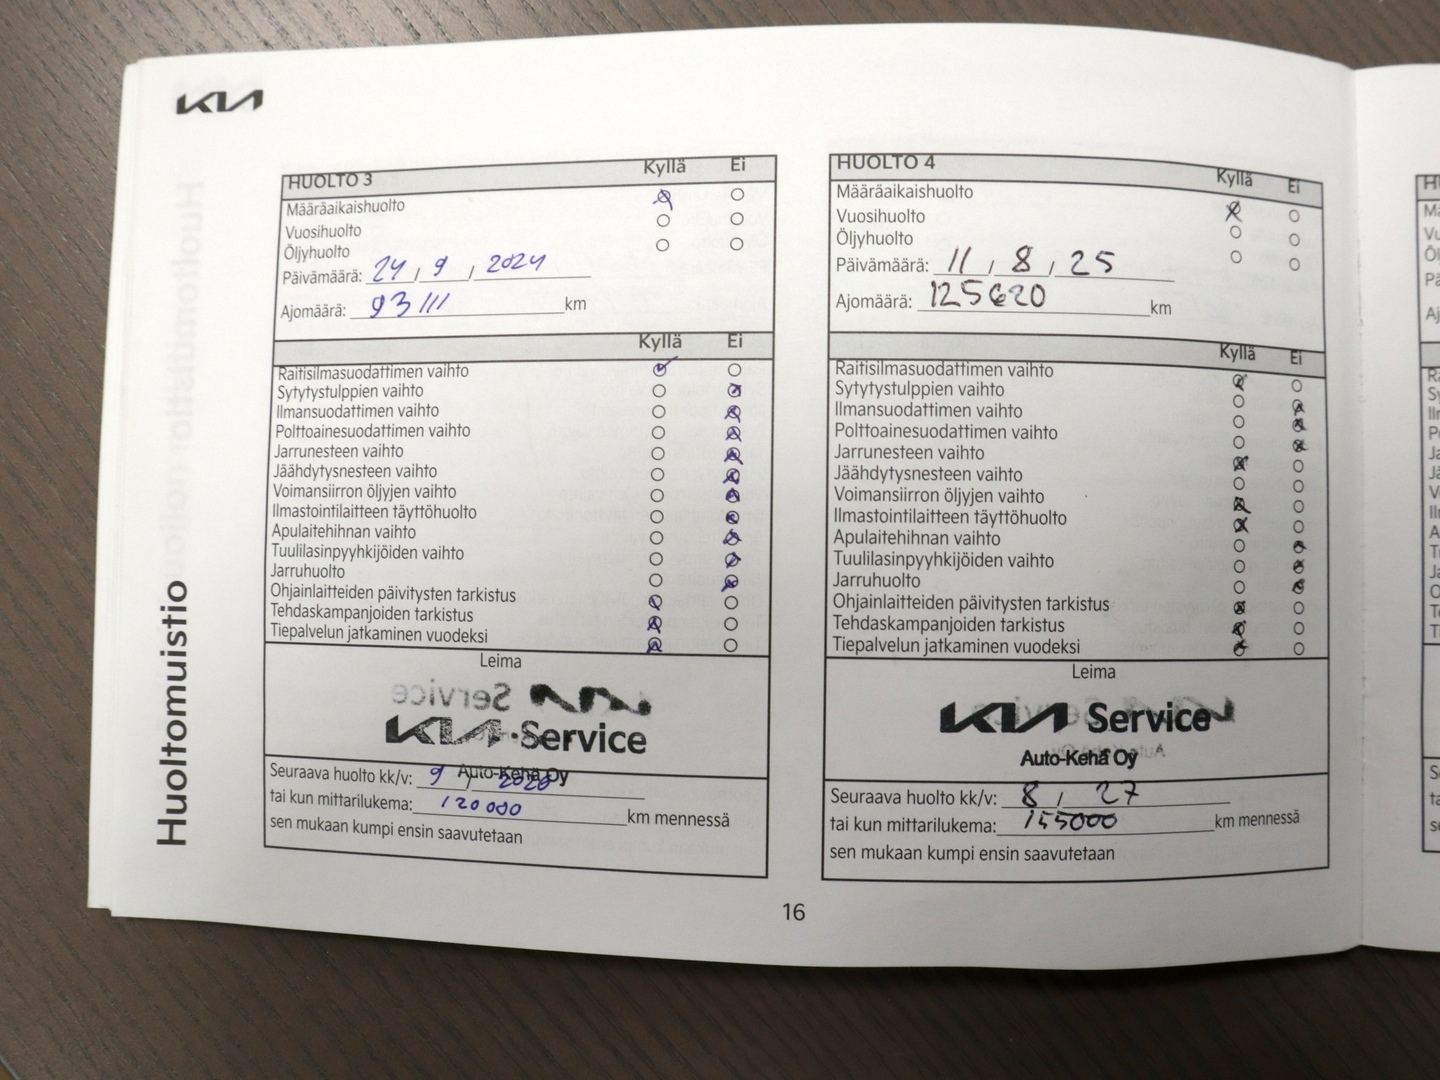 KIA
Huoltomuistio
HUOLTO 3 Kyllä Ei
Määräaikaishuolto
Vuosihuolto
Öljyhuolto
Päivämäärä: 24 / 9 / 2024
Ajomäärä: 93111 km
Kyllä Ei
Raitisilmasuodattimen vaihto
Sytytystulppien vaihto
Ilmansuodattimen vaihto
Polttoainesuodattimen vaihto
Jarrunesteen vaihto
Jäähdytysnesteen vaihto
Voimansiirron öljyjen vaihto
Ilmastointilaitteen täyttöhuolto
Apulaitehihnan vaihto
Tuulilasinpyyhkijöiden vaihto
Jarruhuolto
Ohjainlaitteiden päivitysten tarkistus
Tehdaskampanjoiden tarkistus
Tiepalvelun jatkaminen vuodeksi
Leima
KIA Service
Auto-Kehä Oy
Seuraava huolto kk/v: 9 / 2026
tai kun mittarilukema: 120000 km mennessä
sen mukaan kumpi ensin saavutetaan
HUOLTO 4 Kyllä Ei
Määräaikaishuolto
Vuosihuolto
Öljyhuolto
Päivämäärä: 11 / 8 / 25
Ajomäärä: 125620 km
Kyllä Ei
Raitisilmasuodattimen vaihto
Sytytystulppien vaihto
Ilmansuodattimen vaihto
Polttoainesuodattimen vaihto
Jarrunesteen vaihto
Jäähdytysnesteen vaihto
Voimansiirron öljyjen vaihto
Ilmastointilaitteen täyttöhuolto
Apulaitehihnan vaihto
Tuulilasinpyyhkijöiden vaihto
Jarruhuolto
Ohjainlaitteiden päivitysten tarkistus
Tehdaskampanjoiden tarkistus
Tiepalvelun jatkaminen vuodeksi
Leima
KIA Service
Auto-Kehä Oy
Seuraava huolto kk/v: 8 / 27
tai kun mittarilukema: 155000 km mennessä
sen mukaan kumpi ensin saavutetaan
16